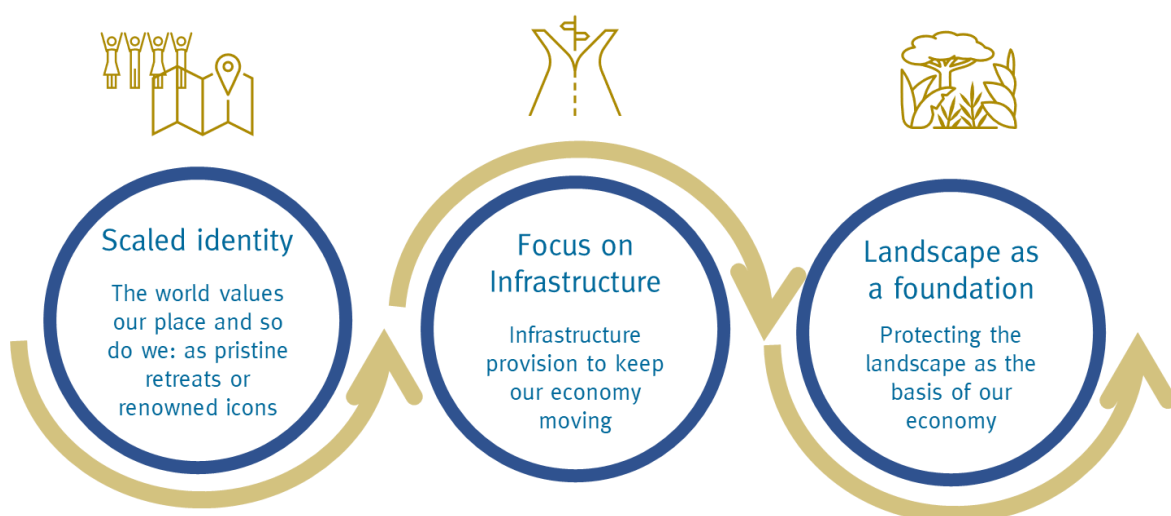 Scaled identity
The world values
our place and so
do we: as pristine
retreats or
renowned icons
Focus on
Infrastructure
Infrastructure
provision to keep
our economy
moving
Landscape as
a foundation
Protecting the
landscape as the
basis of our
economy